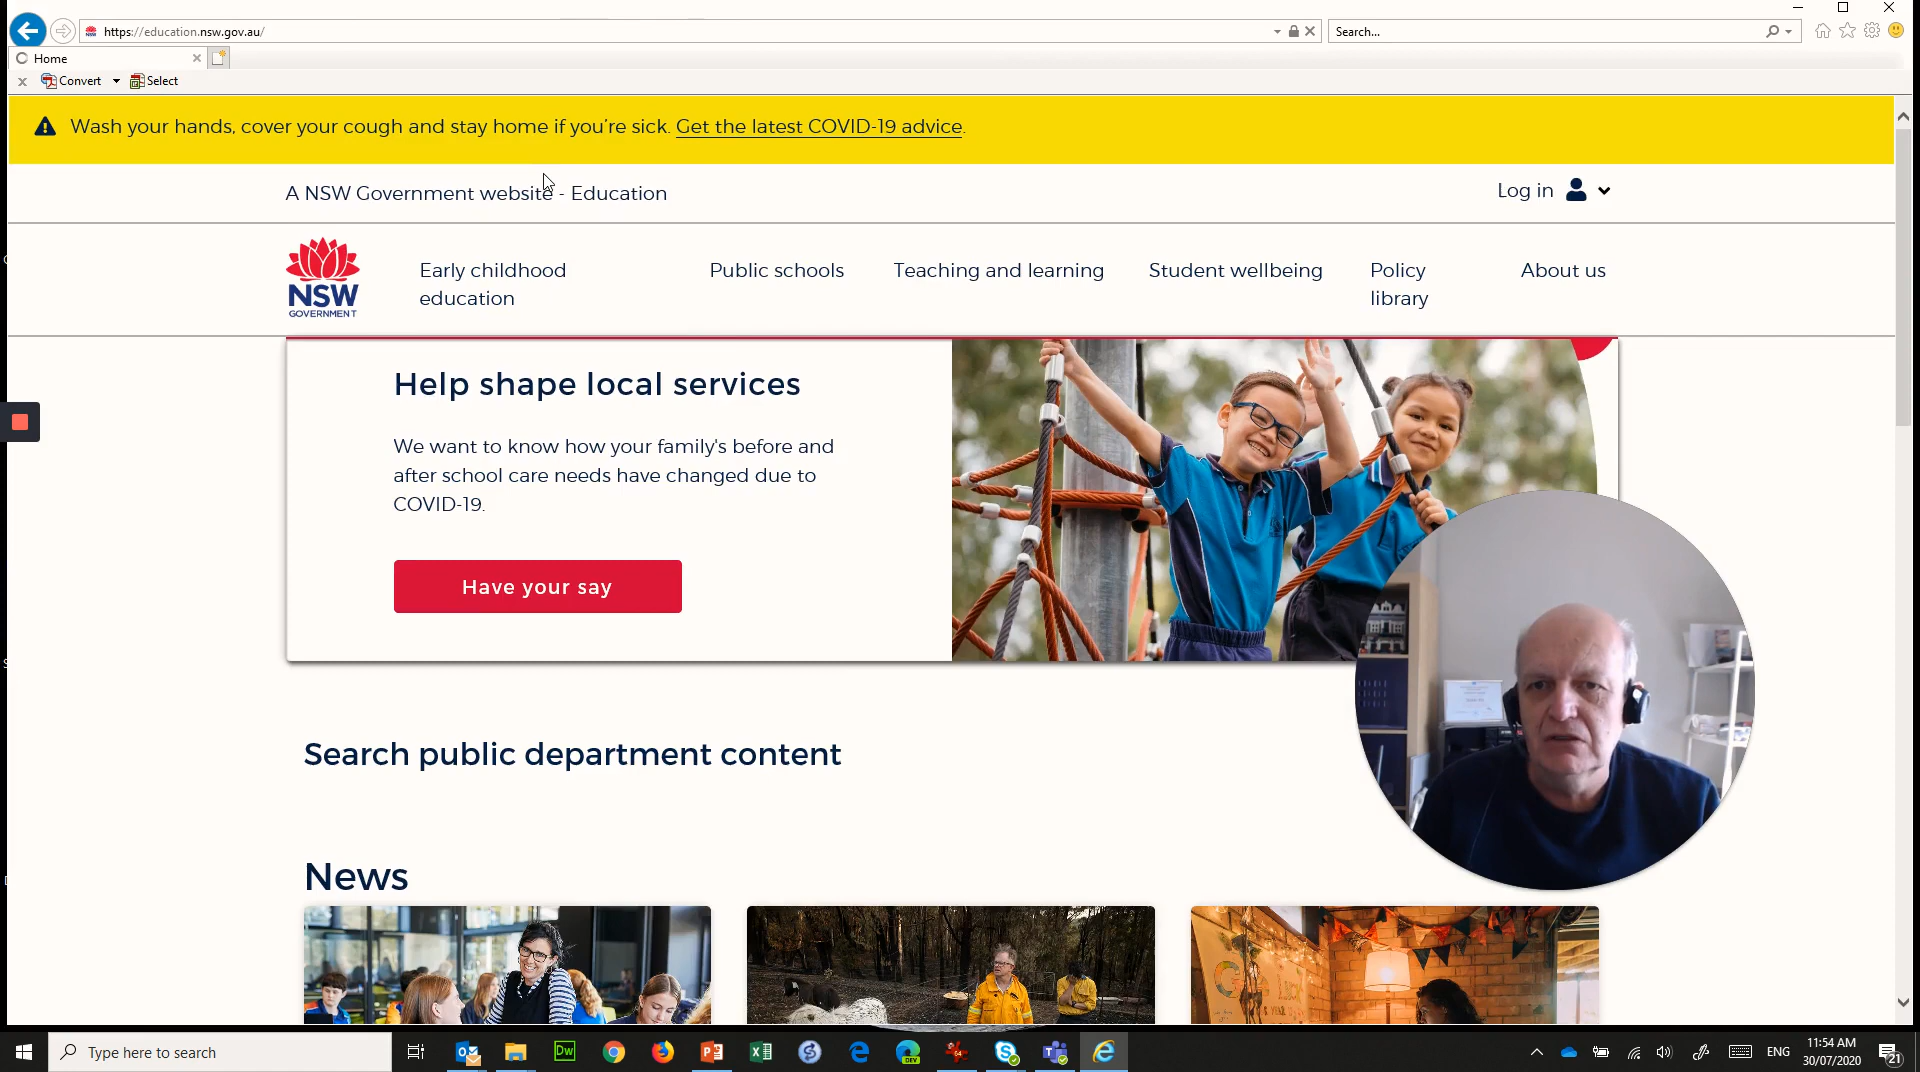 https://education.nsw.gov.au/
Search...
Home
Convert
Select
Wash your hands, cover your cough and stay home if you're sick. Get the latest COVID-19 advice.
A NSW Government website - Education
Log in
NSW
GOVERNMENT
Early childhood
education
Public schools
Teaching and learning
Student wellbeing
Policy
library
About us
Help shape local services
We want to know how your family's before and
after school care needs have changed due to
COVID-19.
Have your say
Search public department content
News
Type here to search
Dw
DEV
64
ENG
11:54 AM
30/07/2020
21